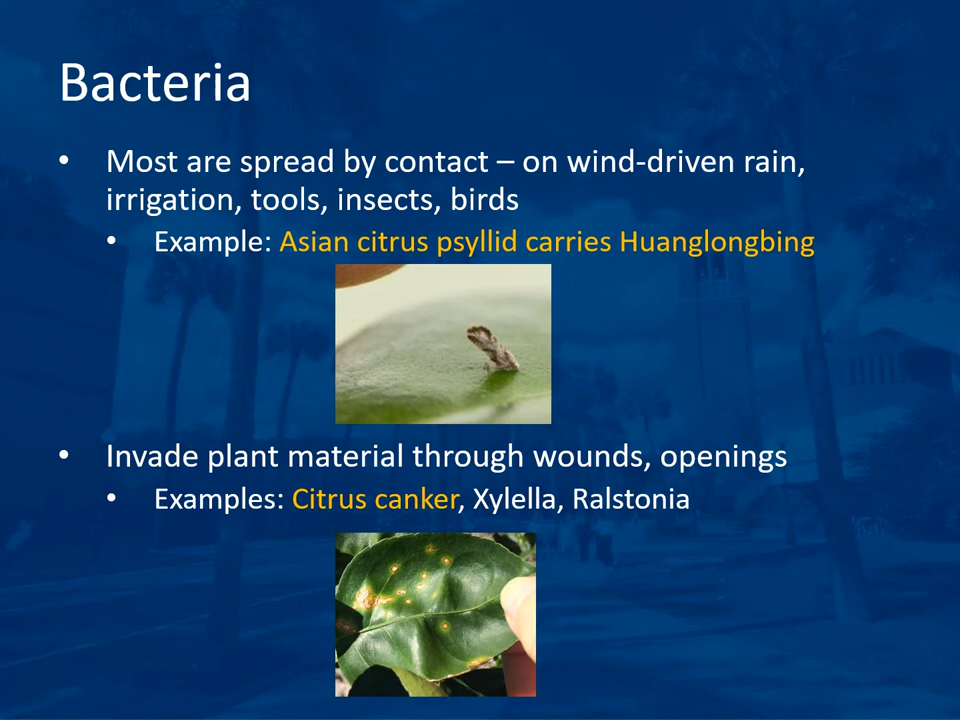 Bacteria
• Most are spread by contact – on wind-driven rain,
irrigation, tools, insects, birds
• Example: Asian citrus psyllid carries Huanglongbing
• Invade plant material through wounds, openings
• Examples: Citrus canker, Xylella, Ralstonia